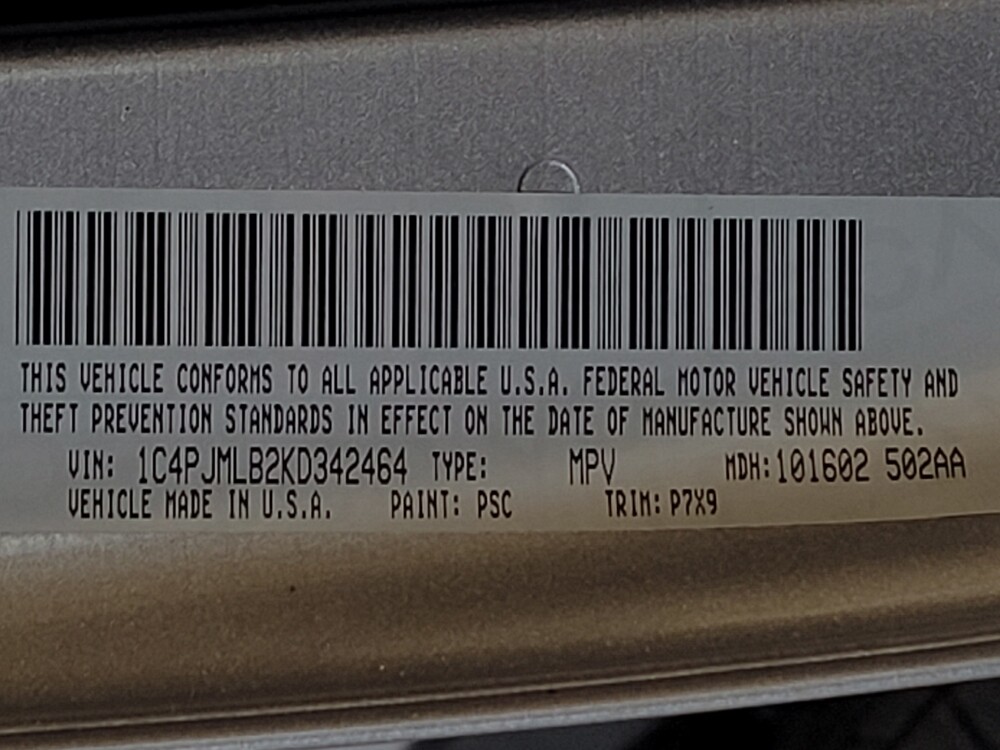 THIS VEHICLE CONFORMS TO ALL APPLICABLE U.S.A. FEDERAL MOTOR VEHICLE SAFETY AND
THEFT PREVENTION STANDARDS IN EFFECT ON THE DATE OF MANUFACTURE SHOWN ABOVE.
VIN: 1C4PJMLB2KD342464 TYPE: MPV MDH:101602 502AA
VEHICLE MADE IN U.S.A. PAINT: PSC TRIM: P7X9